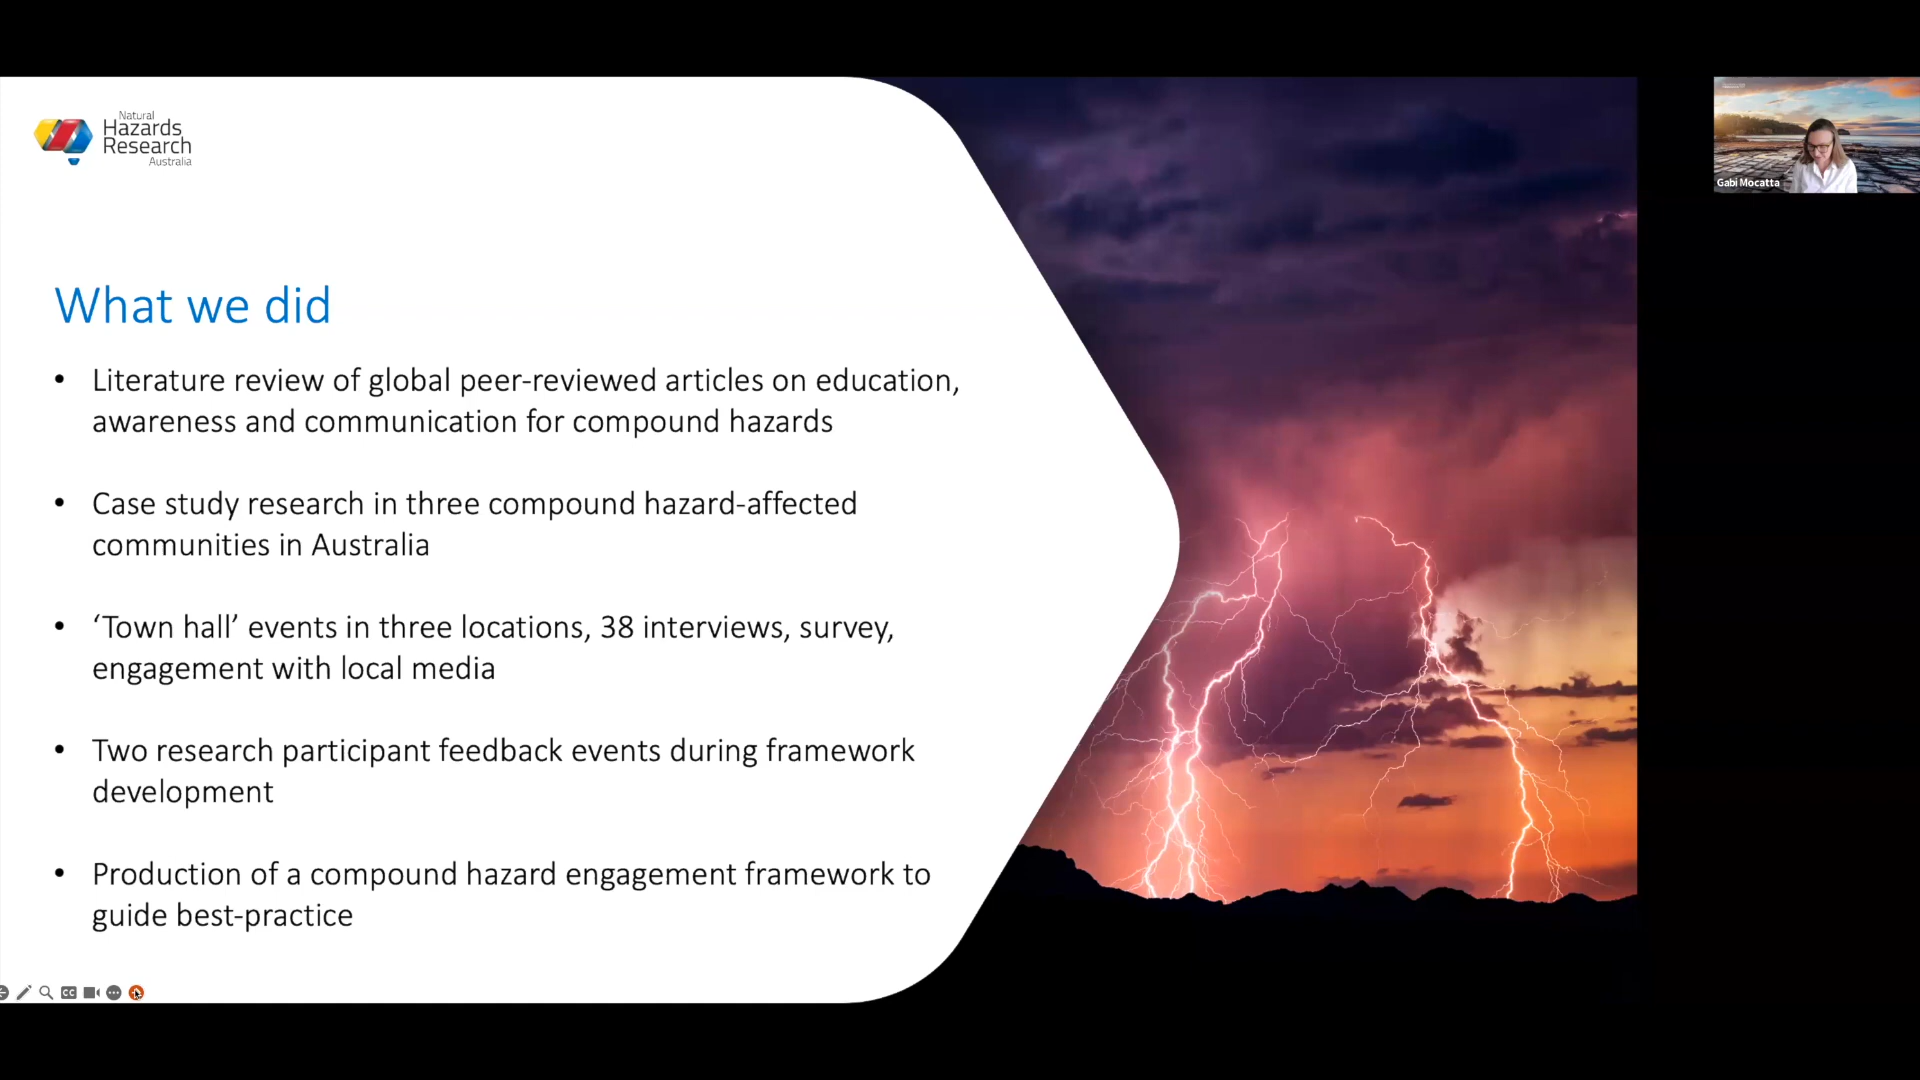 Natural
Hazards
Research
Australia
Gabi Mocatta
What we did
• Literature review of global peer-reviewed articles on education,
awareness and communication for compound hazards
• Case study research in three compound hazard-affected
communities in Australia
• ‘Town hall’ events in three locations, 38 interviews, survey,
engagement with local media
• Two research participant feedback events during framework
development
• Production of a compound hazard engagement framework to
guide best-practice
CC